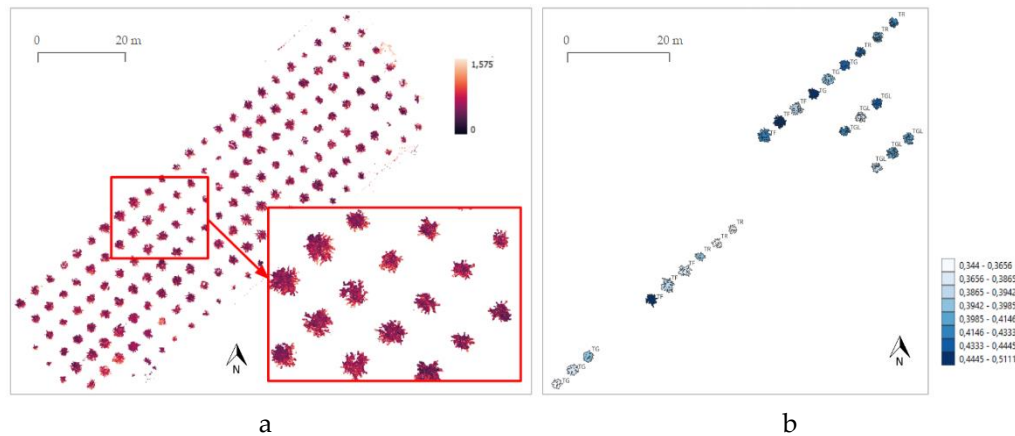 0 20 m
1,575
0
N
0 20 m
TR
TR
TR
TG
TG
TG
TF
TF
TF
TGL
TGL
TGL
TGL
TGL
TGL
TR
TR
TR
TF
TF
TF
TG
TG
TG
0,344 - 0,3656
0,3656 - 0,3865
0,3865 - 0,3942
0,3942 - 0,3985
0,3985 - 0,4146
0,4146 - 0,4333
0,4333 - 0,4445
0,4445 - 0,5111
N
a
b